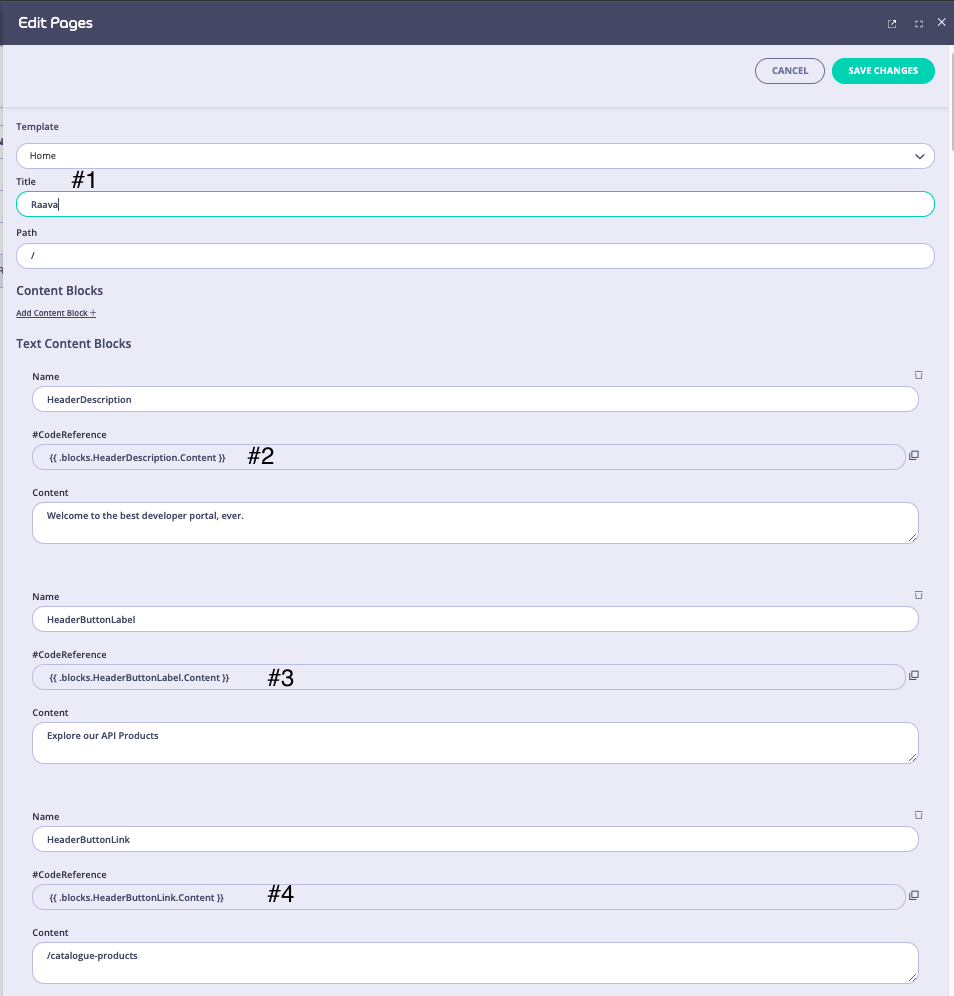 Edit Pages
CANCEL
SAVE CHANGES
Template
Home
Title #1
Raava
Path
/
Content Blocks
Add Content Block +
Text Content Blocks
Name
HeaderDescription
#CodeReference
{{ .blocks.HeaderDescription.Content }} #2
Content
Welcome to the best developer portal, ever.
Name
HeaderButtonLabel
#CodeReference
{{ .blocks.HeaderButtonLabel.Content }} #3
Content
Explore our API Products
Name
HeaderButtonLink
#CodeReference
{{ .blocks.HeaderButtonLink.Content }} #4
Content
/catalogue-products